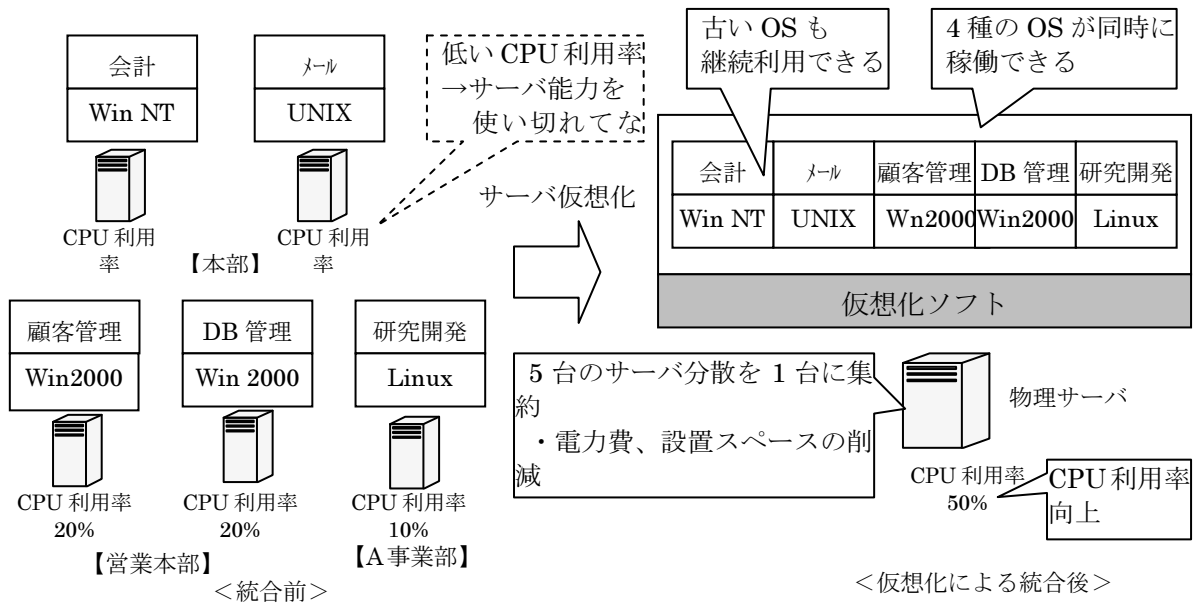 会計
Win NT
メール
UNIX
低い CPU 利用率
→サーバ能力を
使い切れてな
CPU 利用
率
CPU 利用
率
【本部】
顧客管理
Win2000
DB 管理
Win 2000
研究開発
Linux
CPU 利用率
20%
CPU 利用率
20%
CPU 利用率
10%
【営業本部】
【A 事業部】
＜統合前＞
サーバ仮想化
古い OS も
継続利用できる
4 種の OS が同時に
稼働できる
会計
メール
顧客管理
DB 管理
研究開発
Win NT
UNIX
Wn2000
Win2000
Linux
仮想化ソフト
5 台のサーバ分散を 1 台に集
約
・電力費、設置スペースの削
減
物理サーバ
CPU 利用率
50%
CPU 利用率
向上
＜仮想化による統合後＞